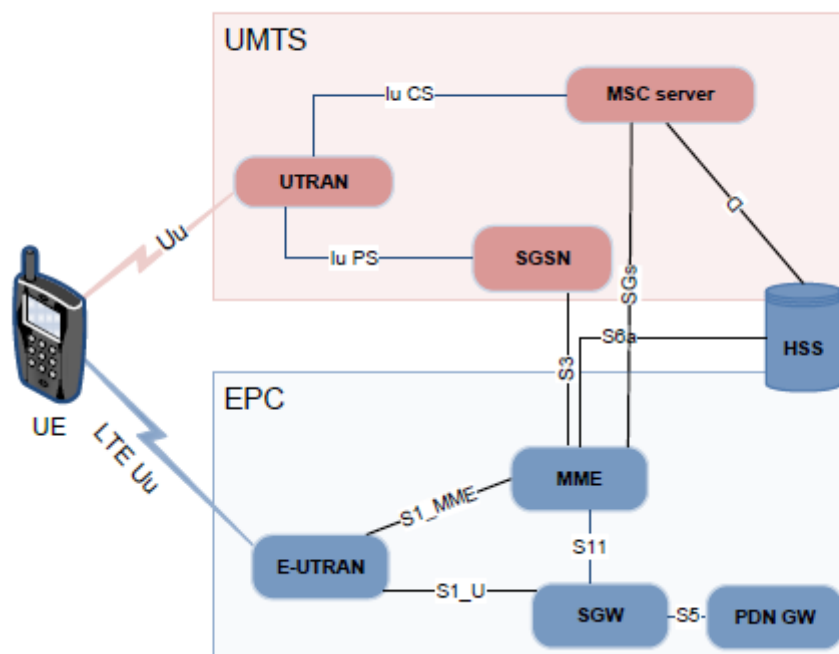 UMTS
Iu CS
MSC server
UTRAN
D
Uu
Iu PS
SGSN
SGs
S6a
HSS
S3
EPC
UE
LTE Uu
MME
S1_MME
S11
E-UTRAN
S1_U
SGW
S5
PDN GW